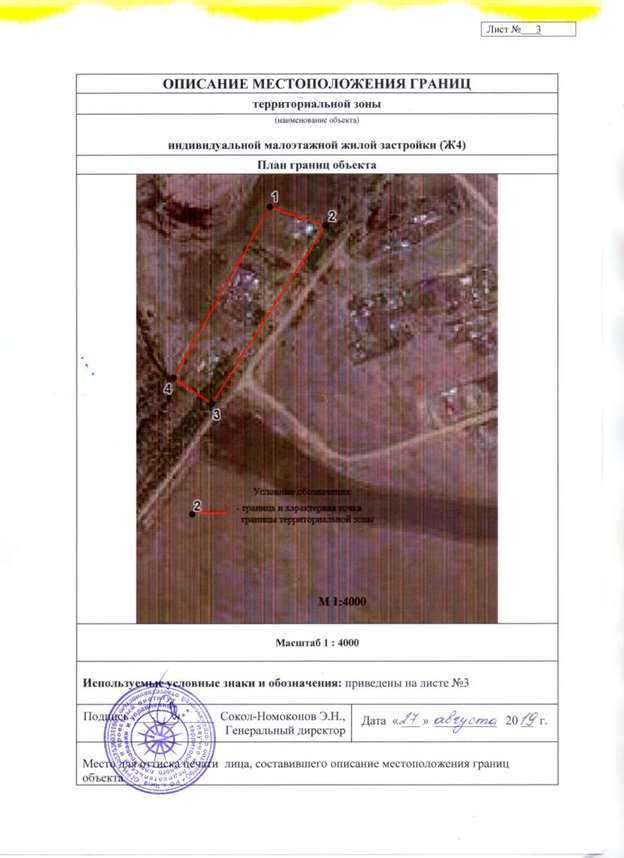 Лист № 3
ОПИСАНИЕ МЕСТОПОЛОЖЕНИЯ ГРАНИЦ
территориальной зоны
(наименование объекта)
индивидуальной малоэтажной жилой застройки (Ж4)
План границ объекта
1
2
4
3
Условные обозначения
2
- граница и характерная точка
границы территориальной зоны
М 1:4000
Масштаб 1 : 4000
Используемые условные знаки и обозначения: приведены на листе №3
Подпись
Сокол-Номоконов Э.Н.,
Генеральный директор
Дата «27» августа 2019 г.
Место для оттиска печати лица, составившего описание местоположения границ
объекта